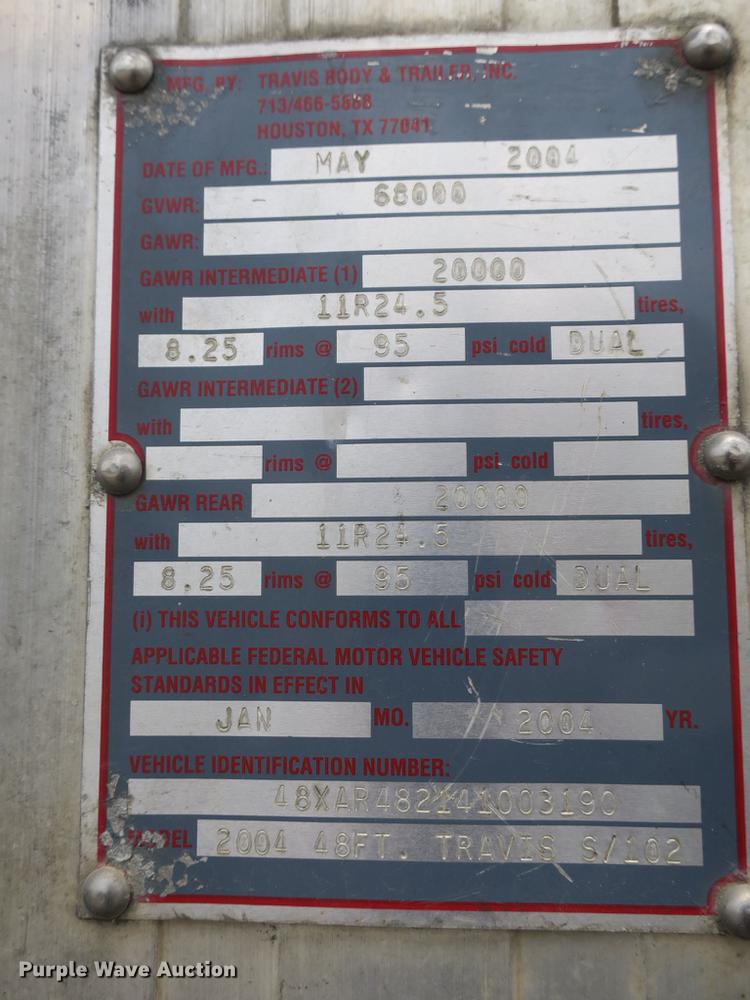 MFG. BY: TRAVIS BODY & TRAILER, INC.
713/466-5888
HOUSTON, TX 77041
DATE OF MFG.: MAY 2004
GVWR: 68000
GAWR:
GAWR INTERMEDIATE (1) 20000
with 11R24.5 tires,
8.25 rims @ 95 psi cold DUAL
GAWR INTERMEDIATE (2)
with tires,
rims @ psi cold
GAWR REAR 20000
with 11R24.5 tires,
8.25 rims @ 95 psi cold DUAL
(i) THIS VEHICLE CONFORMS TO ALL
APPLICABLE FEDERAL MOTOR VEHICLE SAFETY
STANDARDS IN EFFECT IN
JAN MO. 2004 YR.
VEHICLE IDENTIFICATION NUMBER:
48XAR482141003190
MODEL 2004 48FT. TRAVIS S/102
Purple Wave Auction